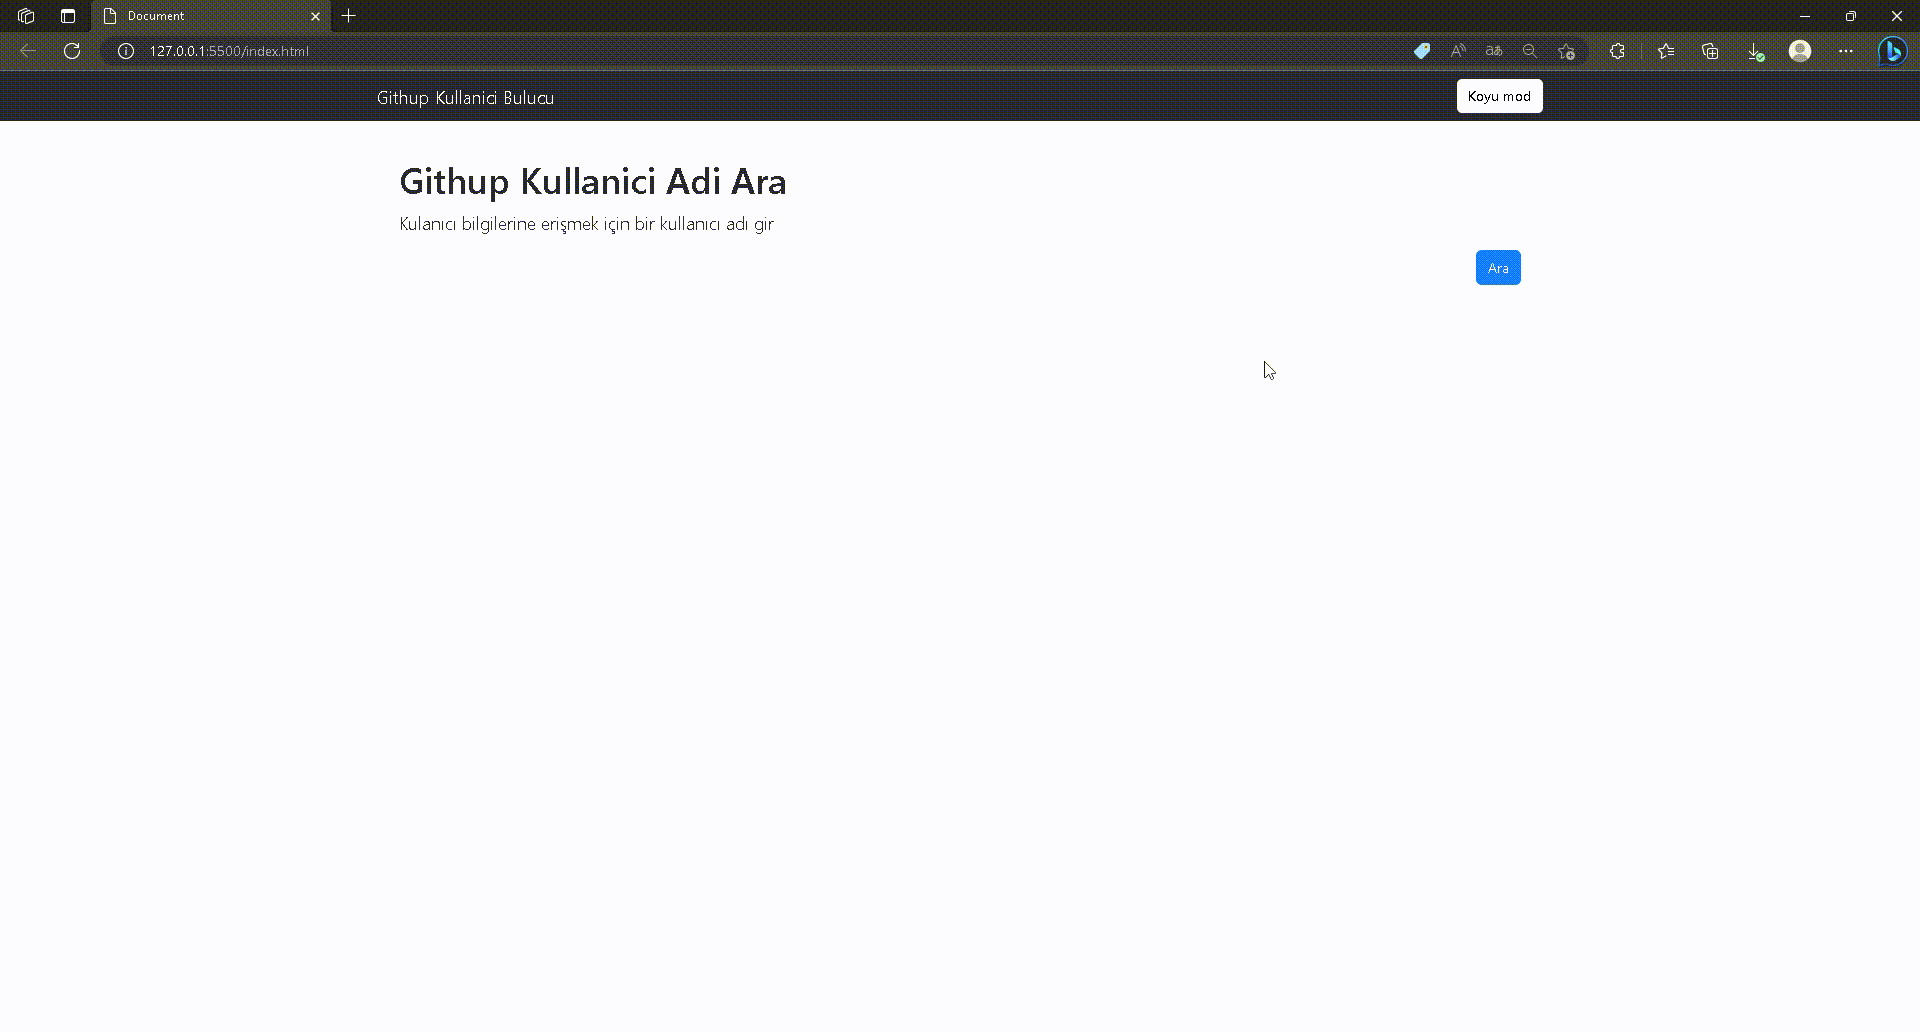 Document
127.0.0.1:5500/index.html
Githup Kullanici Bulucu
Koyu mod
Githup Kullanici Adi Ara
Kulanıcı bilgilerine erişmek için bir kullanıcı adı gir
Ara